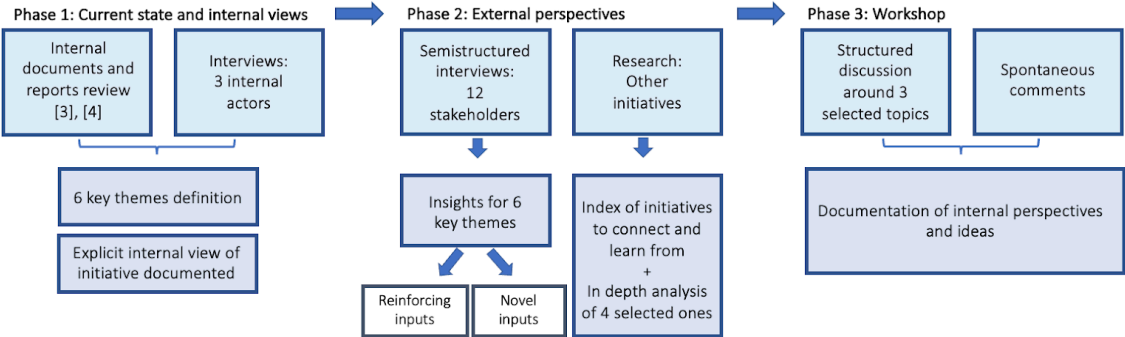 Phase 1: Current state and internal views
Internal
documents and
reports review
[3], [4]
Interviews:
3 internal
actors
6 key themes definition
Explicit internal view of
initiative documented
Phase 2: External perspectives
Semistructured
interviews:
12
stakeholders
Research:
Other
initiatives
Insights for 6
key themes
Reinforcing
inputs
Novel
inputs
Index of initiatives
to connect and
learn from
+
In depth analysis
of 4 selected ones
Phase 3: Workshop
Structured
discussion
around 3
selected topics
Spontaneous
comments
Documentation of internal perspectives
and ideas